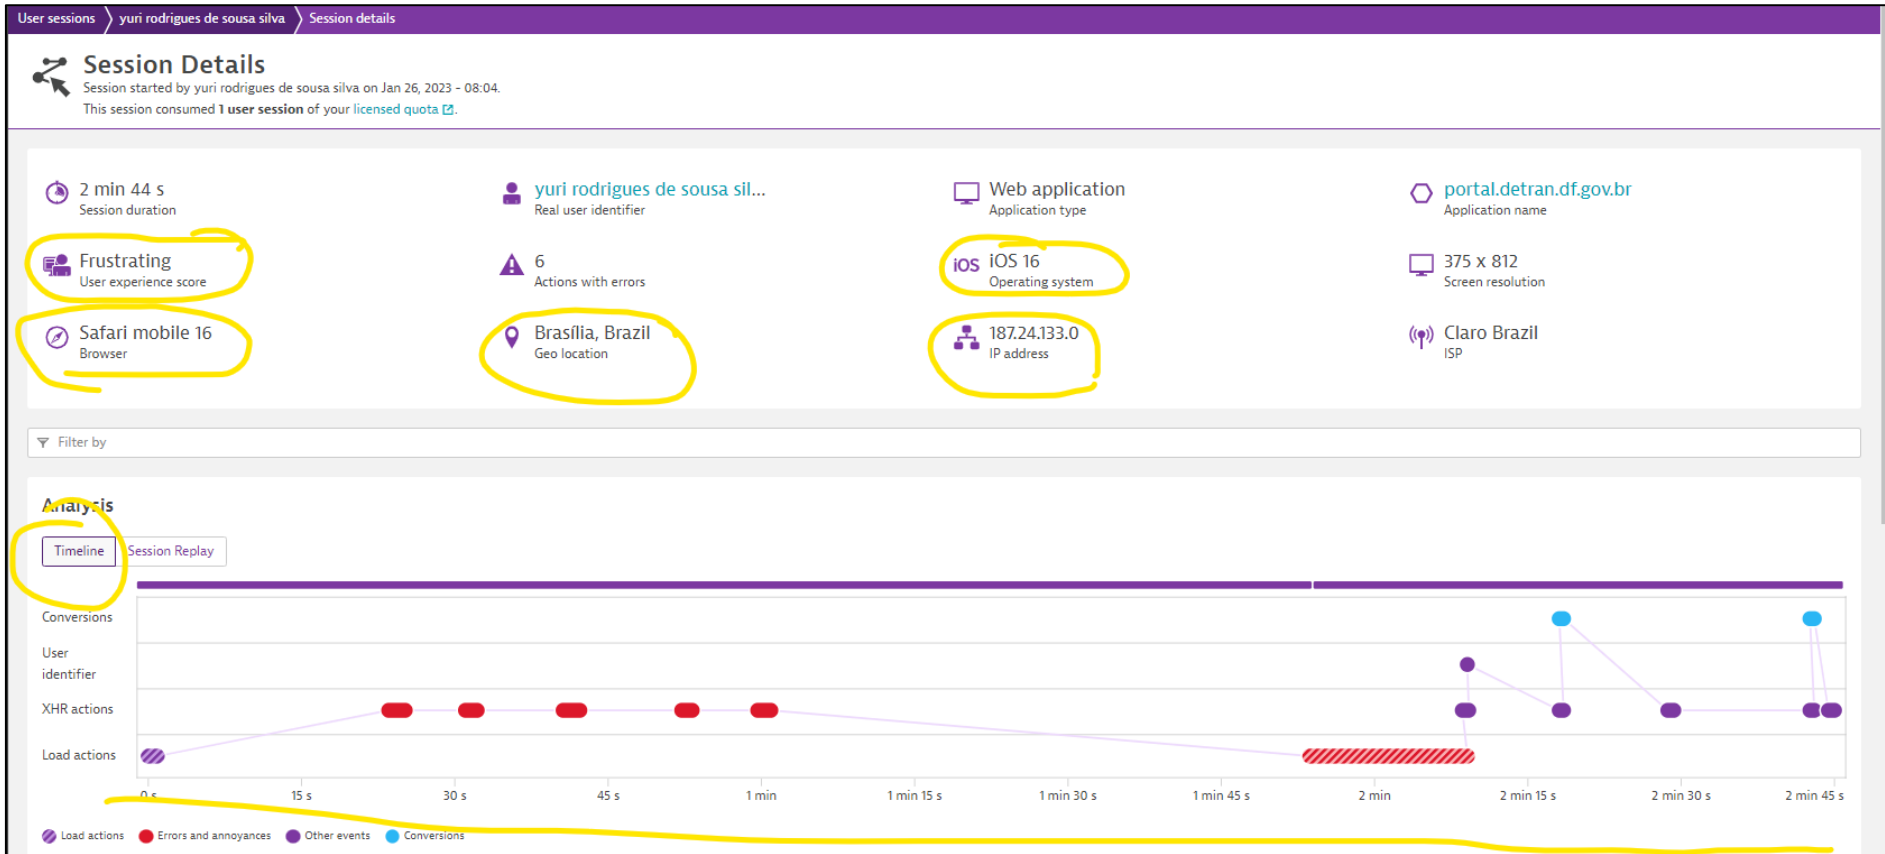 User sessions yuri rodrigues de sousa silva Session details
Session Details
Session started by yuri rodrigues de sousa silva on Jan 26, 2023 - 08:04.
This session consumed 1 user session of your licensed quota.
2 min 44 s
Session duration
yuri rodrigues de sousa sil...
Real user identifier
Web application
Application type
portal.detran.df.gov.br
Application name
Frustrating
User experience score
6
Actions with errors
iOS
iOS 16
Operating system
375 x 812
Screen resolution
Safari mobile 16
Browser
Brasília, Brazil
Geo location
187.24.133.0
IP address
Claro Brazil
ISP
Filter by
Analysis
Timeline Session Replay
Conversions
User
identifier
XHR actions
Load actions
0 s 15 s 30 s 45 s 1 min 1 min 15 s 1 min 30 s 1 min 45 s 2 min 2 min 15 s 2 min 30 s 2 min 45 s
Load actions Errors and annoyances Other events Conversions